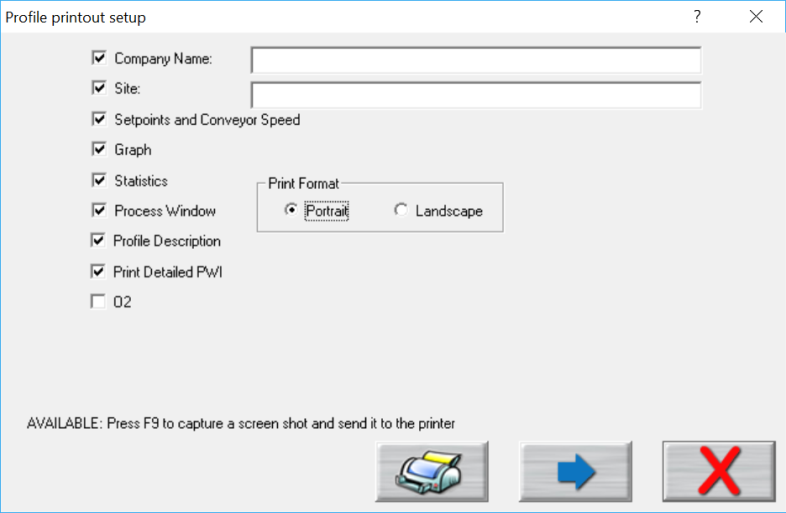 Profile printout setup
?
Company Name:
Site:
Setpoints and Conveyor Speed
Graph
Statistics
Print Format
Process Window
Portrait
Landscape
Profile Description
Print Detailed PWI
O2
AVAILABLE: Press F9 to capture a screen shot and send it to the printer